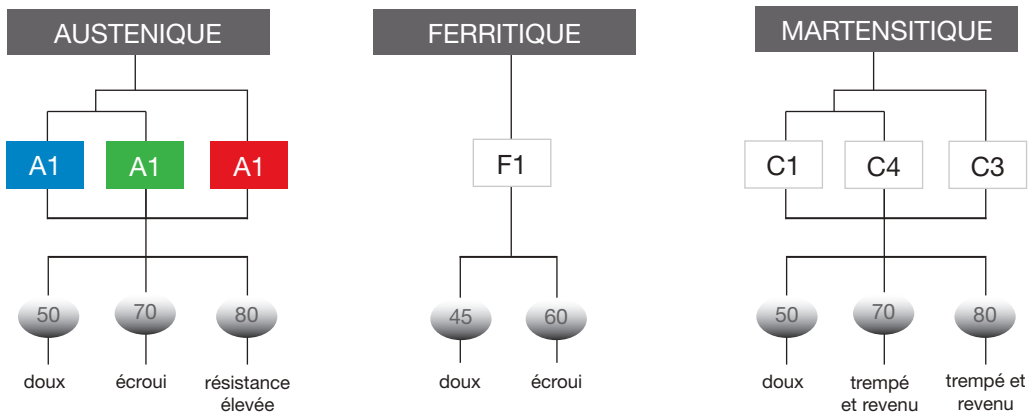 AUSTENIQUE
FERRITIQUE
MARTENSITIQUE
A1
A1
A1
F1
C1
C4
C3
50
70
80
45
60
50
70
80
doux
écroui
résistance
élevée
doux
écroui
doux
trempé
et revenu
trempé et
revenu